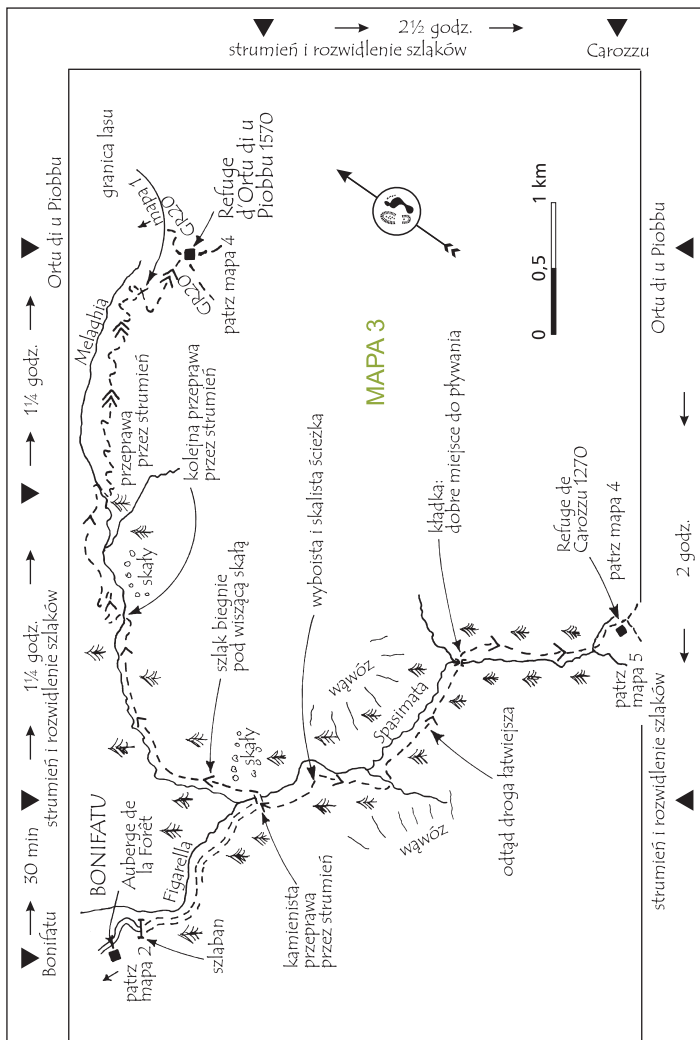 strumień i rozwidlenie szlaków
2½ godz.
Carozzu
Bonifatu
30 min
strumień i rozwidlenie szlaków
1¼ godz.
1¼ godz.
Ortu di u Piobbu
BONIFATU
Auberge de
la Forêt
patrz
mapa 2
szlaban
Figarella
kamienista
przeprawa
przez strumień
skały
szlak biegnie
pod wiszącą skałą
skały
przeprawa
przez strumień
kolejna przeprawa
przez strumień
Melaghia
granica lasu
mapa 1
GR20
Refuge
d'Ortu di u
Piobbu 1570
GR20
patrz mapa 4
MAPA 3
0
0,5
1 km
wyboista i skalista ścieżka
wąwóz
wąwóz
Spasimata
kładka:
dobre miejsce do pływania
odtąd droga łatwiejsza
Refuge de
Carozzu 1270
patrz mapa 4
patrz
mapa 5
strumień i rozwidlenie szlaków
2 godz.
Ortu di u Piobbu